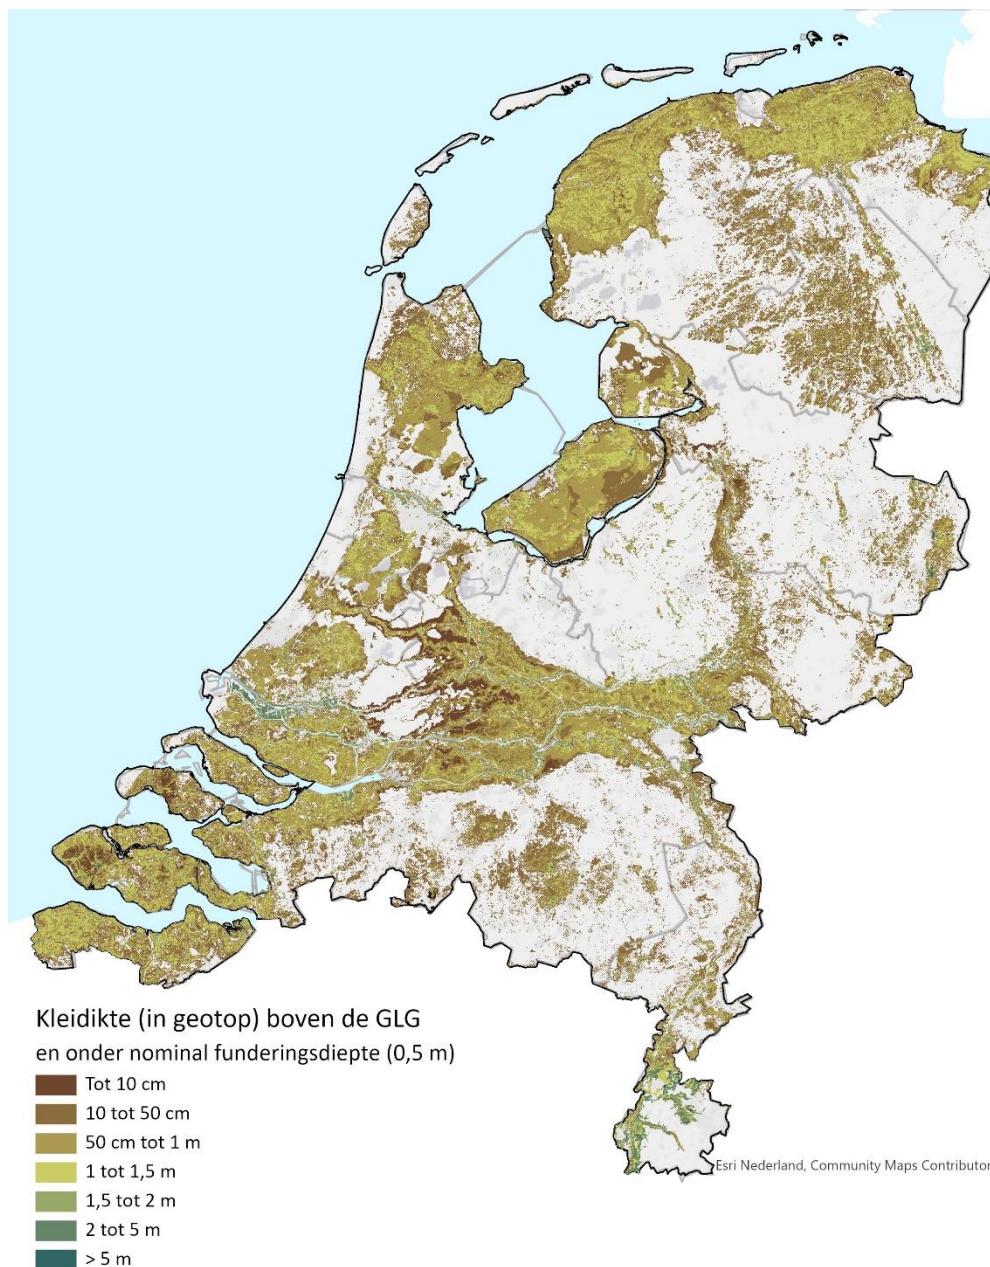 Kleidikte (in geotop) boven de GLG
en onder nominal funderingsdiepte (0,5 m)
Tot 10 cm
10 tot 50 cm
50 cm tot 1 m
1 tot 1,5 m
1,5 tot 2 m
2 tot 5 m
> 5 m
Esri Nederland, Community Maps Contributor